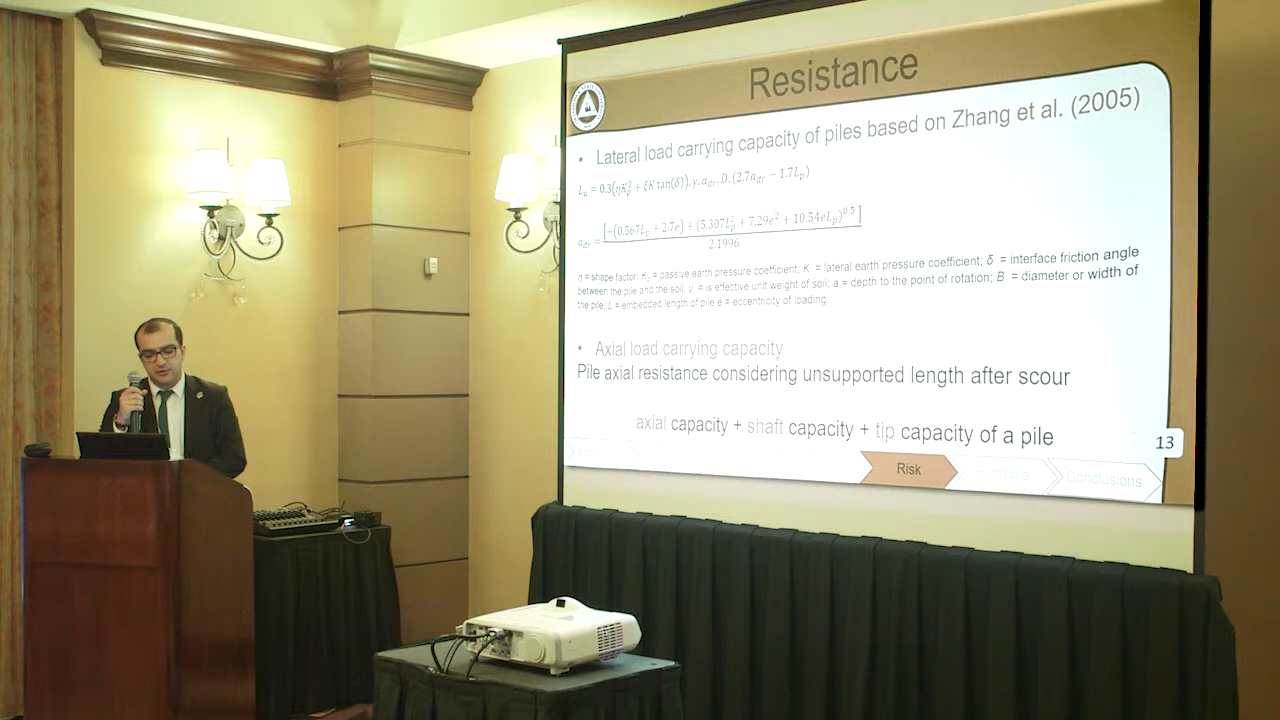 Resistance
• Lateral load carrying capacity of piles based on Zhang et al. (2005)
L_u = 0.3(ηK_p^2 + ξK tan(δ)).γ.a_dr.D.(2.7a_dr − 1.7L_p)
a_dr = [−(0.567L_p + 2.7e) + (5.307L_p^2 + 7.29e^2 + 10.54eL_p)^0.5] / 2.1996
η = shape factor; K_p = passive earth pressure coefficient; K = lateral earth pressure coefficient; δ = interface friction angle
between the pile and the soil; γ = is effective unit weight of soil; a = depth to the point of rotation; B = diameter or width of
the pile; L = embedded length of pile e = eccentricity of loading.
• Axial load carrying capacity
Pile axial resistance considering unsupported length after scour
axial capacity + shaft capacity + tip capacity of a pile
13
Risk
Conclusions